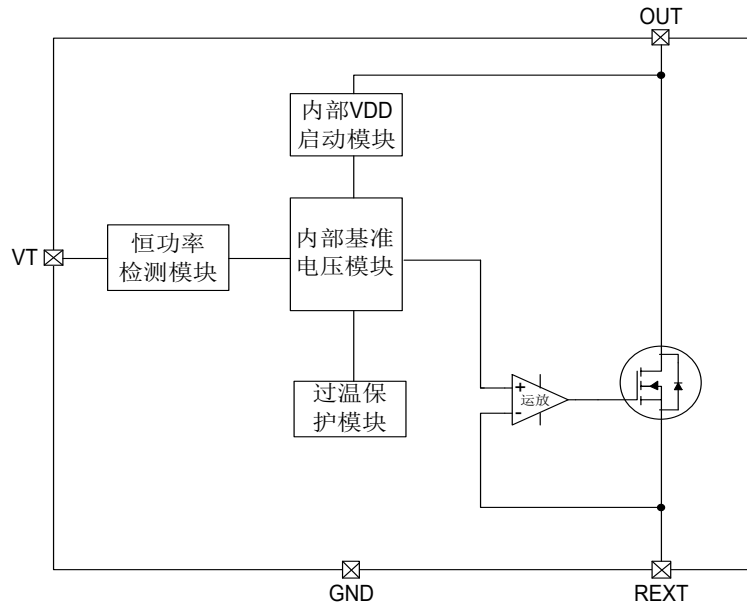 OUT
内部VDD
启动模块
VT
恒功率
检测模块
内部基准
电压模块
过温保
护模块
+
运放
-
GND
REXT